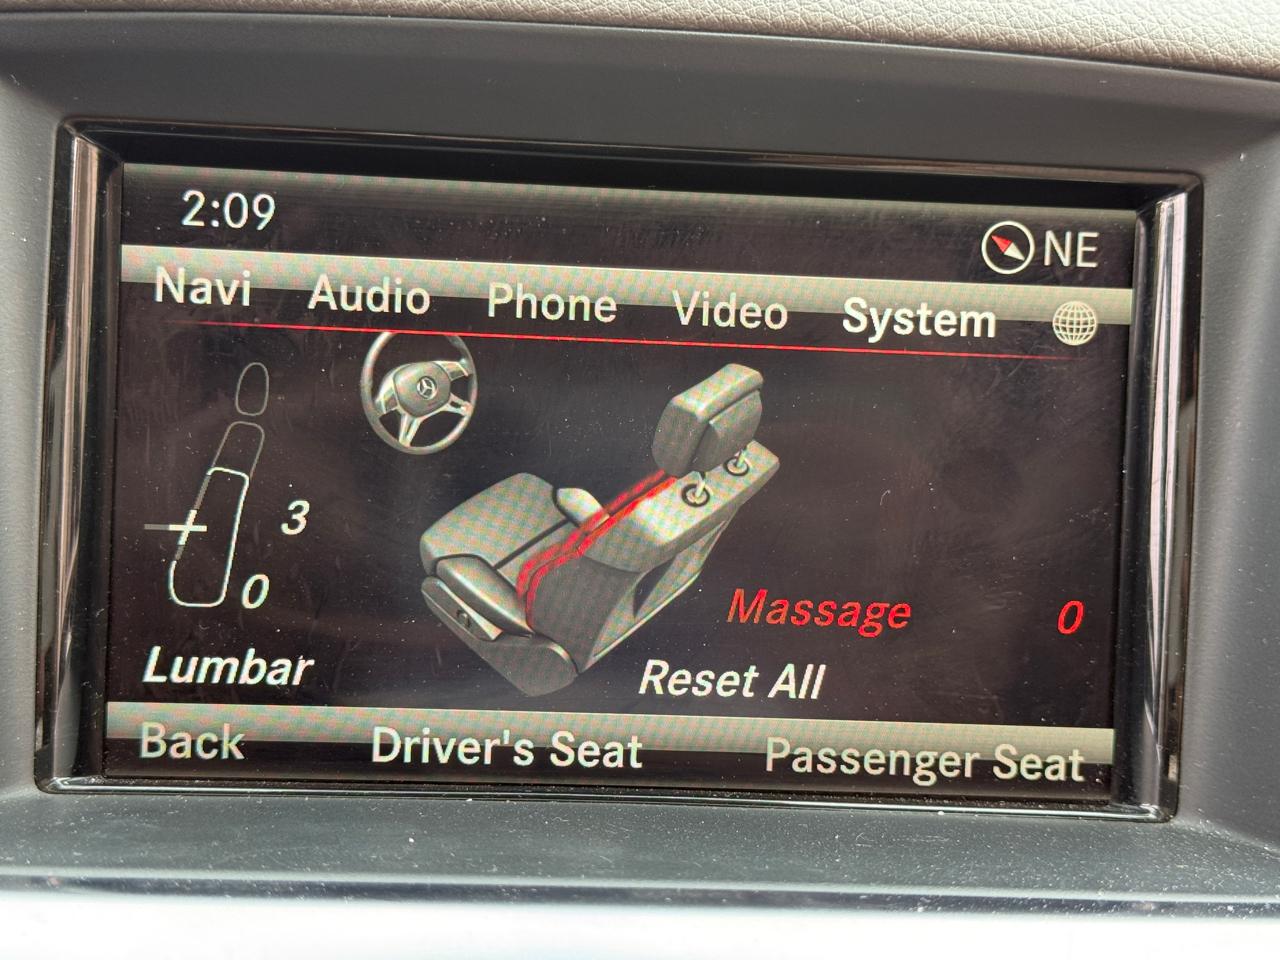 2:09
NE
Navi Audio Phone Video System
3
0
Massage 0
Lumbar
Reset All
Back Driver's Seat Passenger Seat